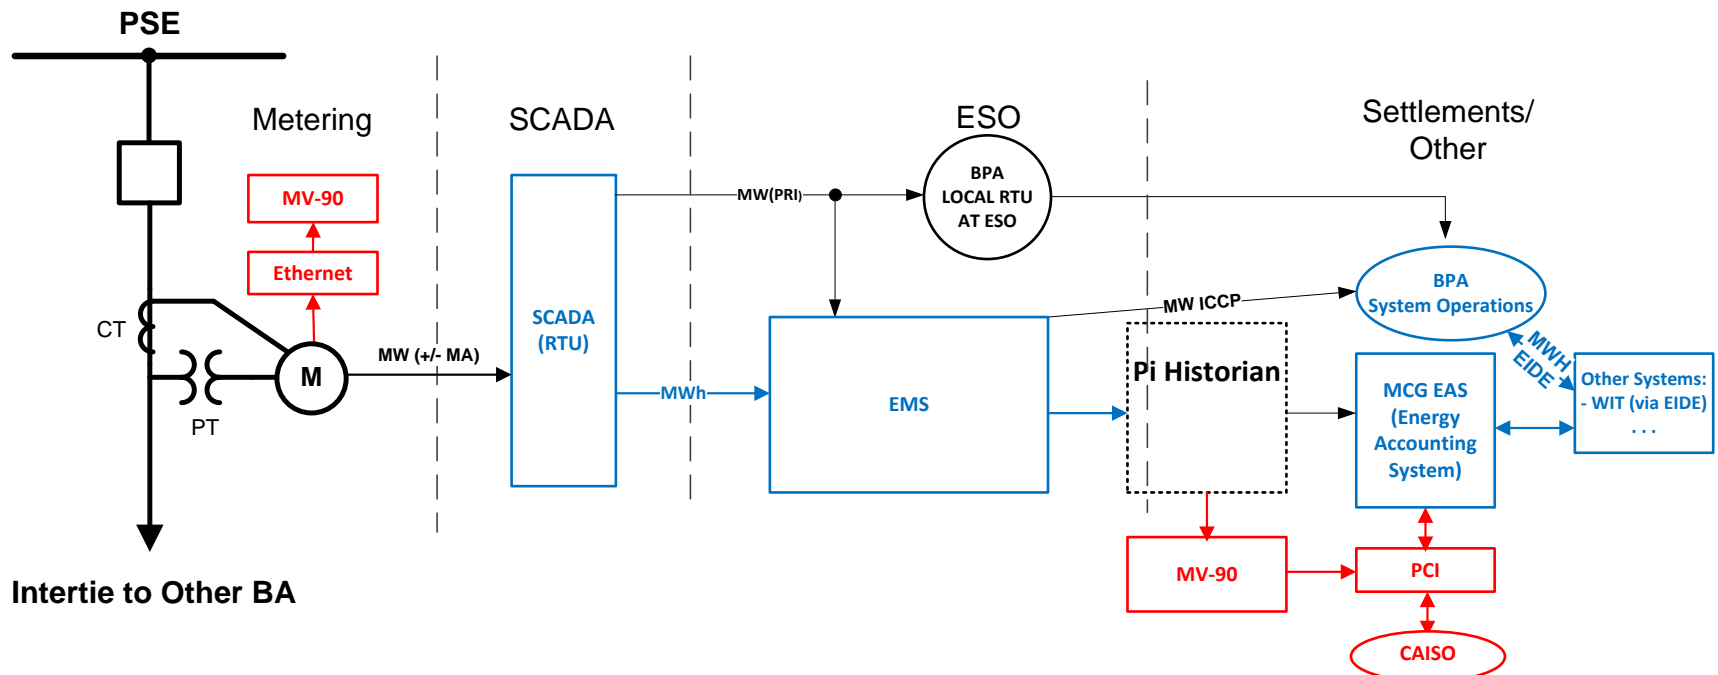 PSE
Metering
SCADA
ESO
Settlements/
Other
MV-90
Ethernet
CT
PT
M
MW (+/- MA)
SCADA
(RTU)
MW(PRI)
MWh
BPA
LOCAL RTU
AT ESO
EMS
MW ICCP
Pi Historian
BPA
System Operations
MWH
EIDE
MCG EAS
(Energy
Accounting
System)
Other Systems:
- WIT (via EIDE)
. . .
MV-90
PCI
CAISO
Intertie to Other BA